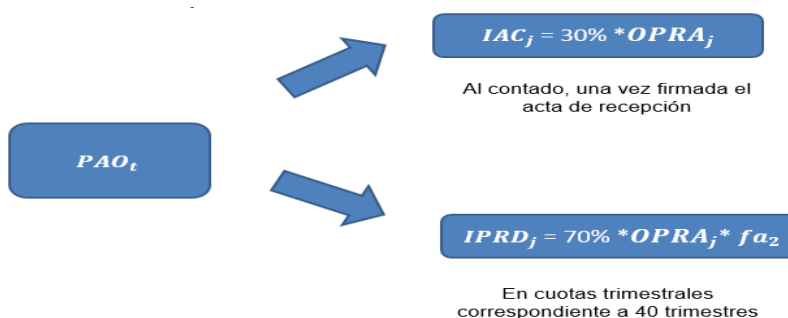 IAC_j = 30% *OPRA_j
Al contado, una vez firmada el
acta de recepción
PAO_t
IPRD_j = 70% *OPRA_j* fa_2
En cuotas trimestrales
correspondiente a 40 trimestres